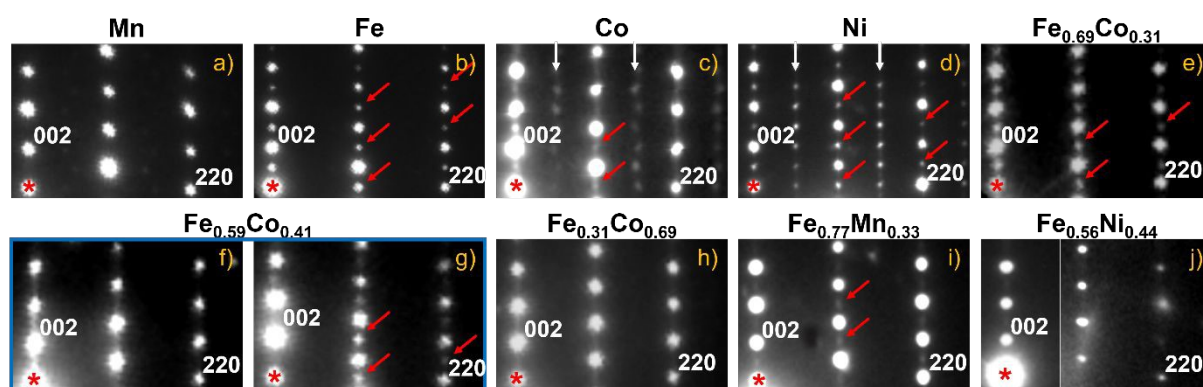 Mn Fe Co Ni Fe0.69Co0.31
a) b) c) d) e)
002 002 002 002 002
220 220 220 220 220
* * * * *
Fe0.59Co0.41 Fe0.31Co0.69 Fe0.77Mn0.33 Fe0.56Ni0.44
f) g) h) i) j)
002 002 002 002 002
220 220 220 220 220
* * * * *